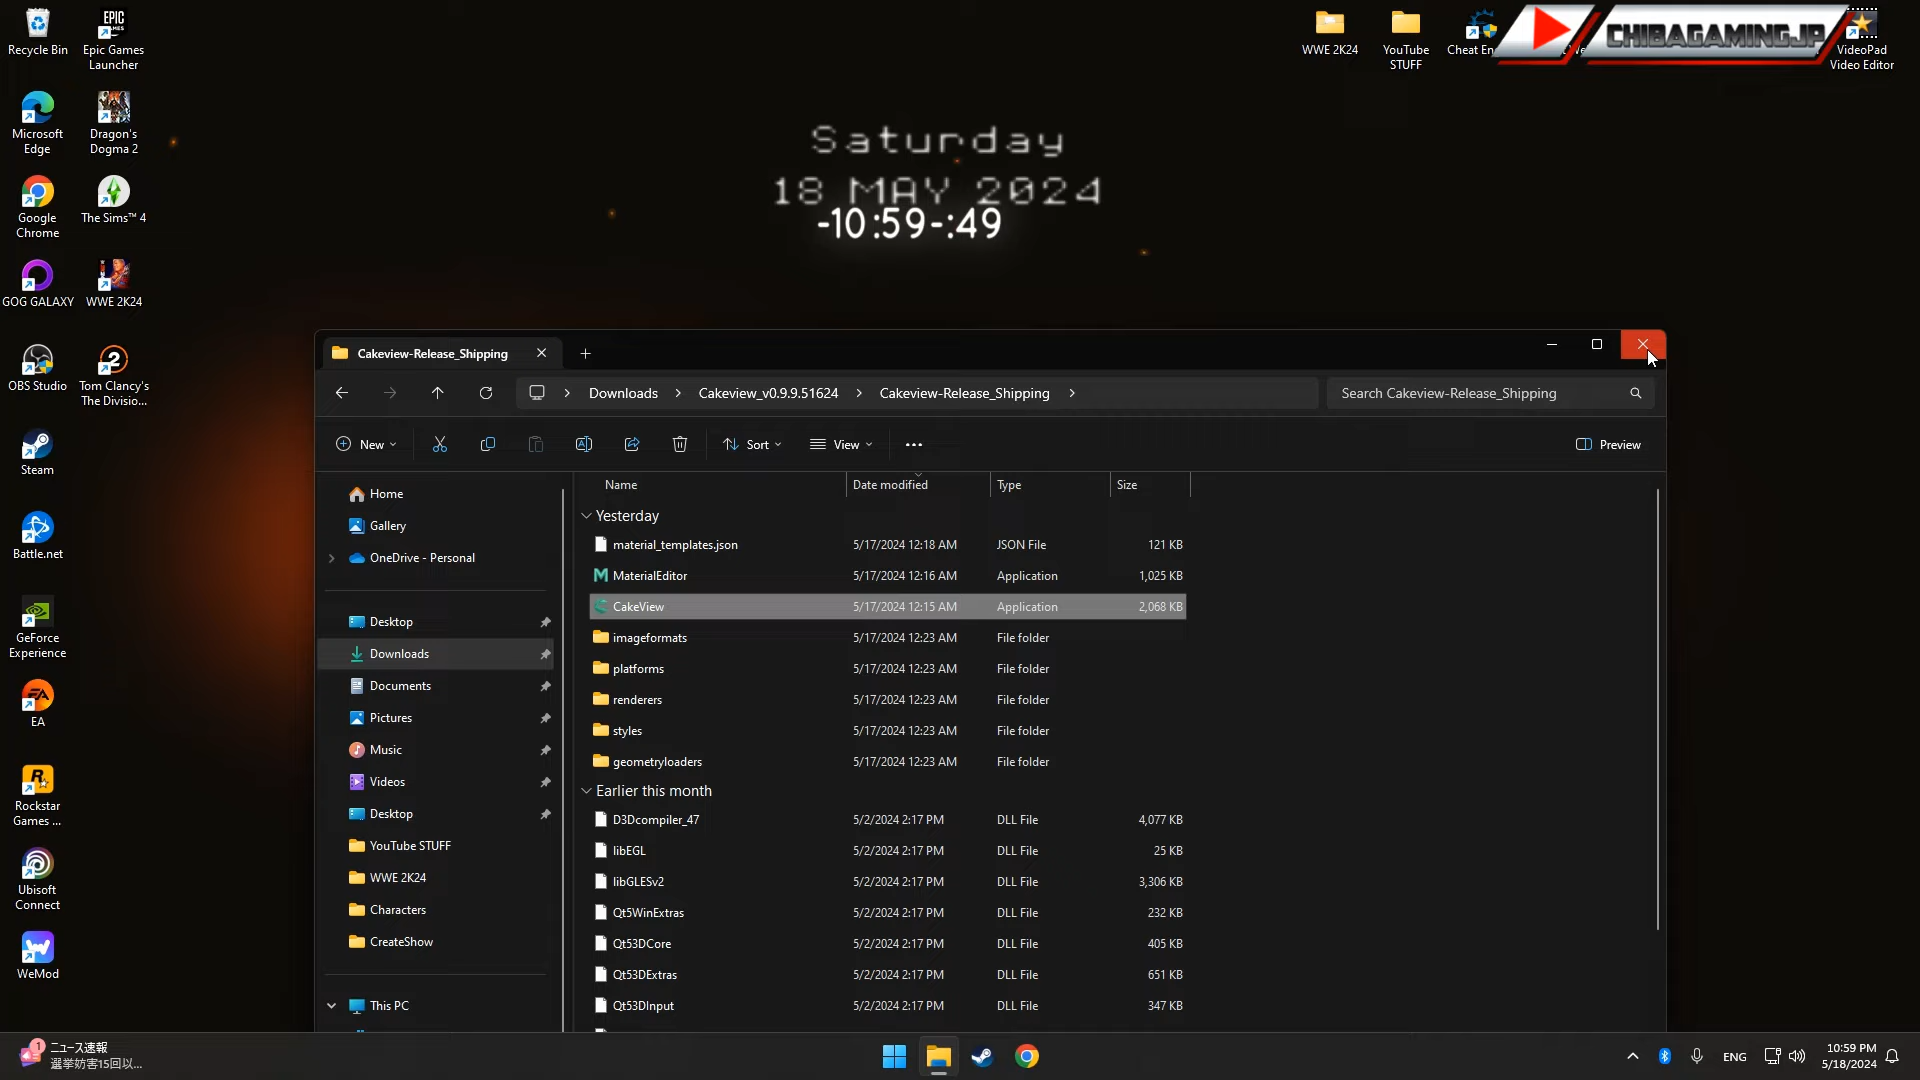 Recycle Bin
Epic Games
Launcher
Microsoft
Edge
Dragon's
Dogma 2
Google
Chrome
The Sims™ 4
GOG GALAXY
WWE 2K24
OBS Studio
Tom Clancy's
The Divisio...
Steam
Battle.net
GeForce
Experience
EA
Rockstar
Games ...
Ubisoft
Connect
WeMod
WWE 2K24
YouTube
STUFF
Cheat En
CHIBAGAMINGJP
VideoPad
Video Editor
Saturday
18 MAY 2024
-10:59-:49
Cakeview-Release_Shipping
Downloads > Cakeview_v0.9.9.51624 > Cakeview-Release_Shipping >
Search Cakeview-Release_Shipping
New
Sort
View
Preview
Home
Gallery
OneDrive - Personal
Desktop
Downloads
Documents
Pictures
Music
Videos
Desktop
YouTube STUFF
WWE 2K24
Characters
CreateShow
This PC
Name Date modified Type Size
Yesterday
material_templates.json 5/17/2024 12:18 AM JSON File 121 KB
MaterialEditor 5/17/2024 12:16 AM Application 1,025 KB
CakeView 5/17/2024 12:15 AM Application 2,068 KB
imageformats 5/17/2024 12:23 AM File folder
platforms 5/17/2024 12:23 AM File folder
renderers 5/17/2024 12:23 AM File folder
styles 5/17/2024 12:23 AM File folder
geometryloaders 5/17/2024 12:23 AM File folder
Earlier this month
D3Dcompiler_47 5/2/2024 2:17 PM DLL File 4,077 KB
libEGL 5/2/2024 2:17 PM DLL File 25 KB
libGLESv2 5/2/2024 2:17 PM DLL File 3,306 KB
Qt5WinExtras 5/2/2024 2:17 PM DLL File 232 KB
Qt53DCore 5/2/2024 2:17 PM DLL File 405 KB
Qt53DExtras 5/2/2024 2:17 PM DLL File 651 KB
Qt53DInput 5/2/2024 2:17 PM DLL File 347 KB
1
ニュース速報
選挙妨害15回以...
ENG
10:59 PM
5/18/2024